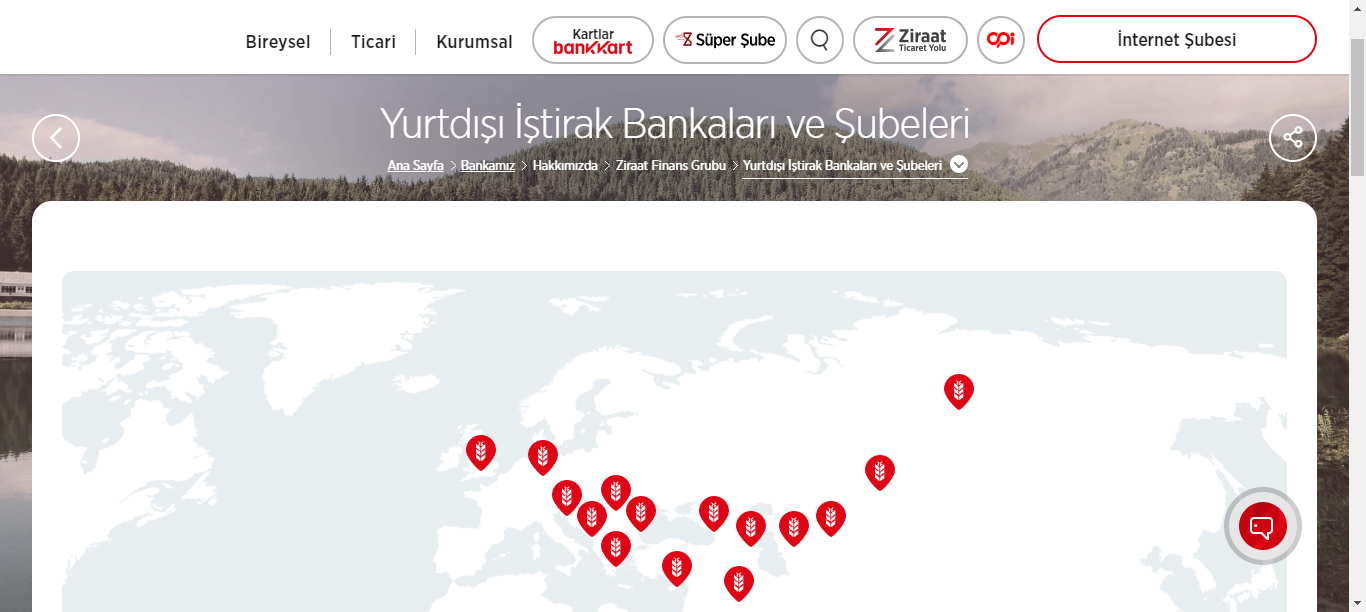 Bireysel
Ticari
Kurumsal
Kartlar
bankkart
Süper Şube
Ziraat
Ticaret Yolu
opi
İnternet Şubesi
Yurtdışı İştirak Bankaları ve Şubeleri
Ana Sayfa > Bankamız > Hakkımızda > Ziraat Finans Grubu > Yurtdışı İştirak Bankaları ve Şubeleri